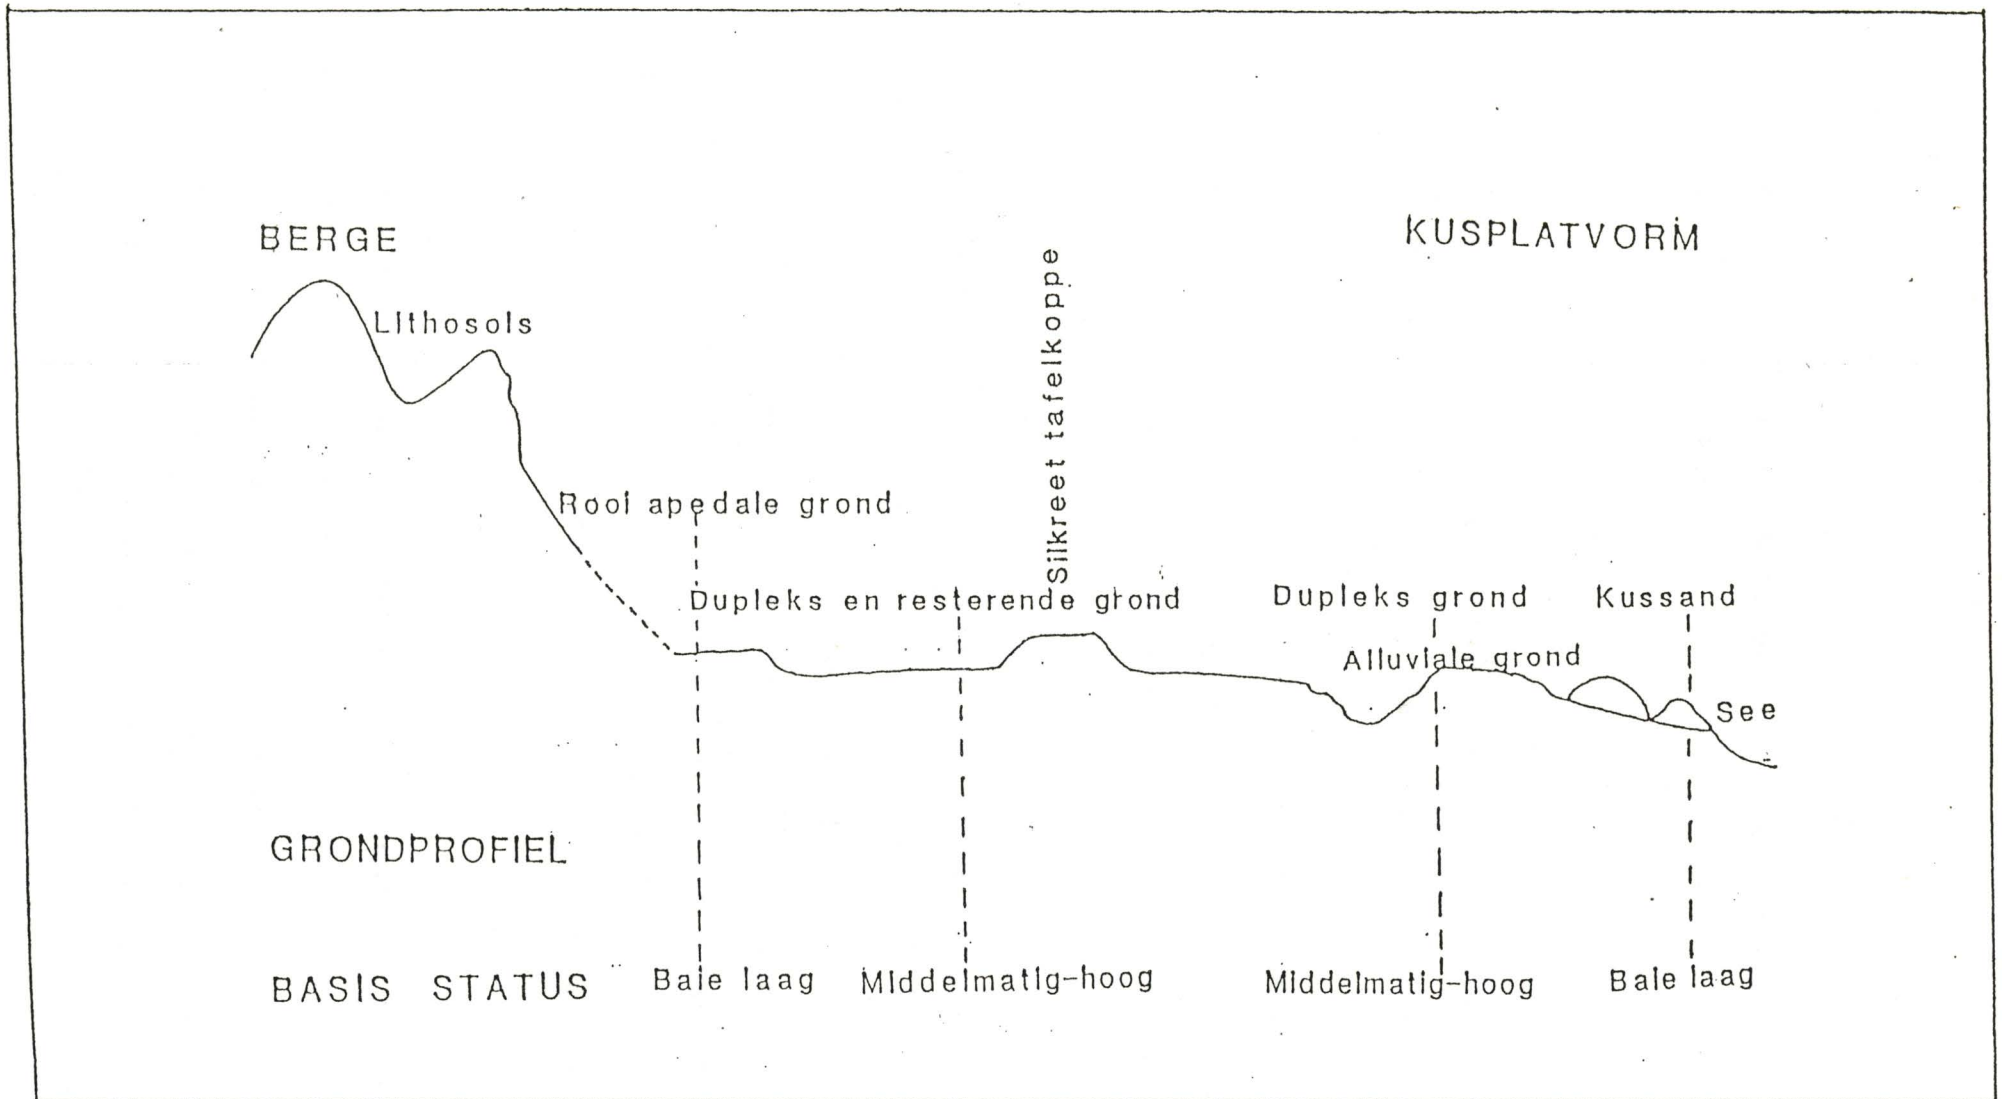 BERGE
KUSPLATVORM
Lithosols
Silkreet tafelkoppe
Rooi apedale grond
Dupleks en resterende grond
Dupleks grond
Kussand
Alluviale grond
See
GRONDPROFIEL
BASIS STATUS
Baie laag
Middelmatig-hoog
Middelmatig-hoog
Baie laag